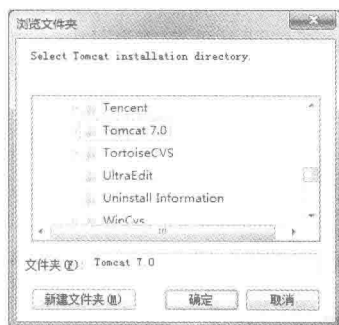 浏览文件夹
Select Tomcat installation directory.
Tencent
Tomcat 7.0
TortoiseCVS
UltraEdit
Uninstall Information
WinCvs
文件夹(F): Tomcat 7.0
新建文件夹(M) 确定 取消